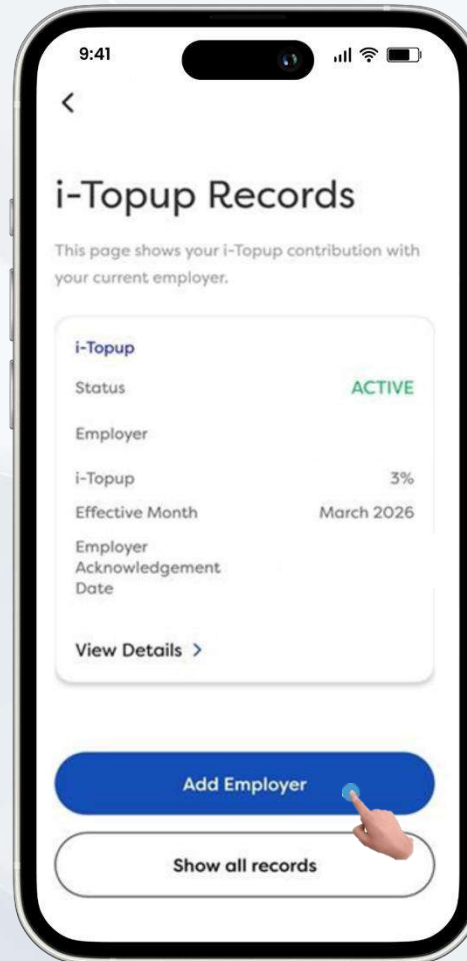 9:41
i-Topup Records
This page shows your i-Topup contribution with
your current employer.
i-Topup
Status ACTIVE
Employer
i-Topup 3%
Effective Month March 2026
Employer
Acknowledgement
Date
View Details >
Add Employer
Show all records